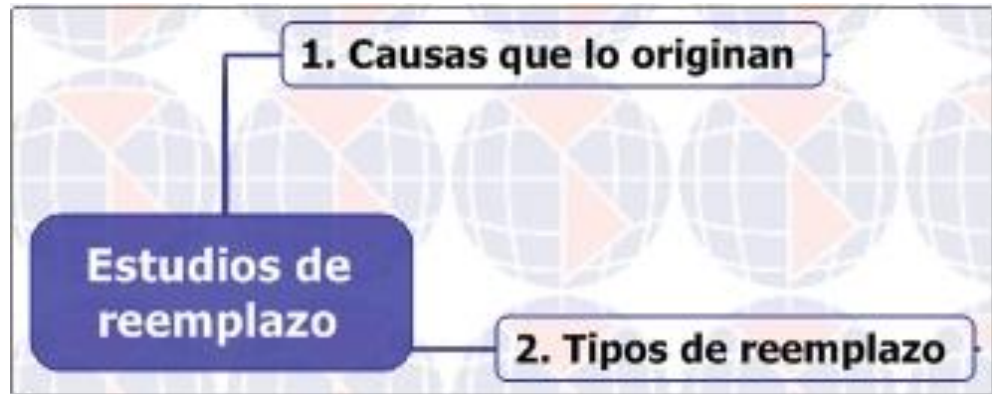 1. Causas que lo originan
Estudios de
reemplazo
2. Tipos de reemplazo